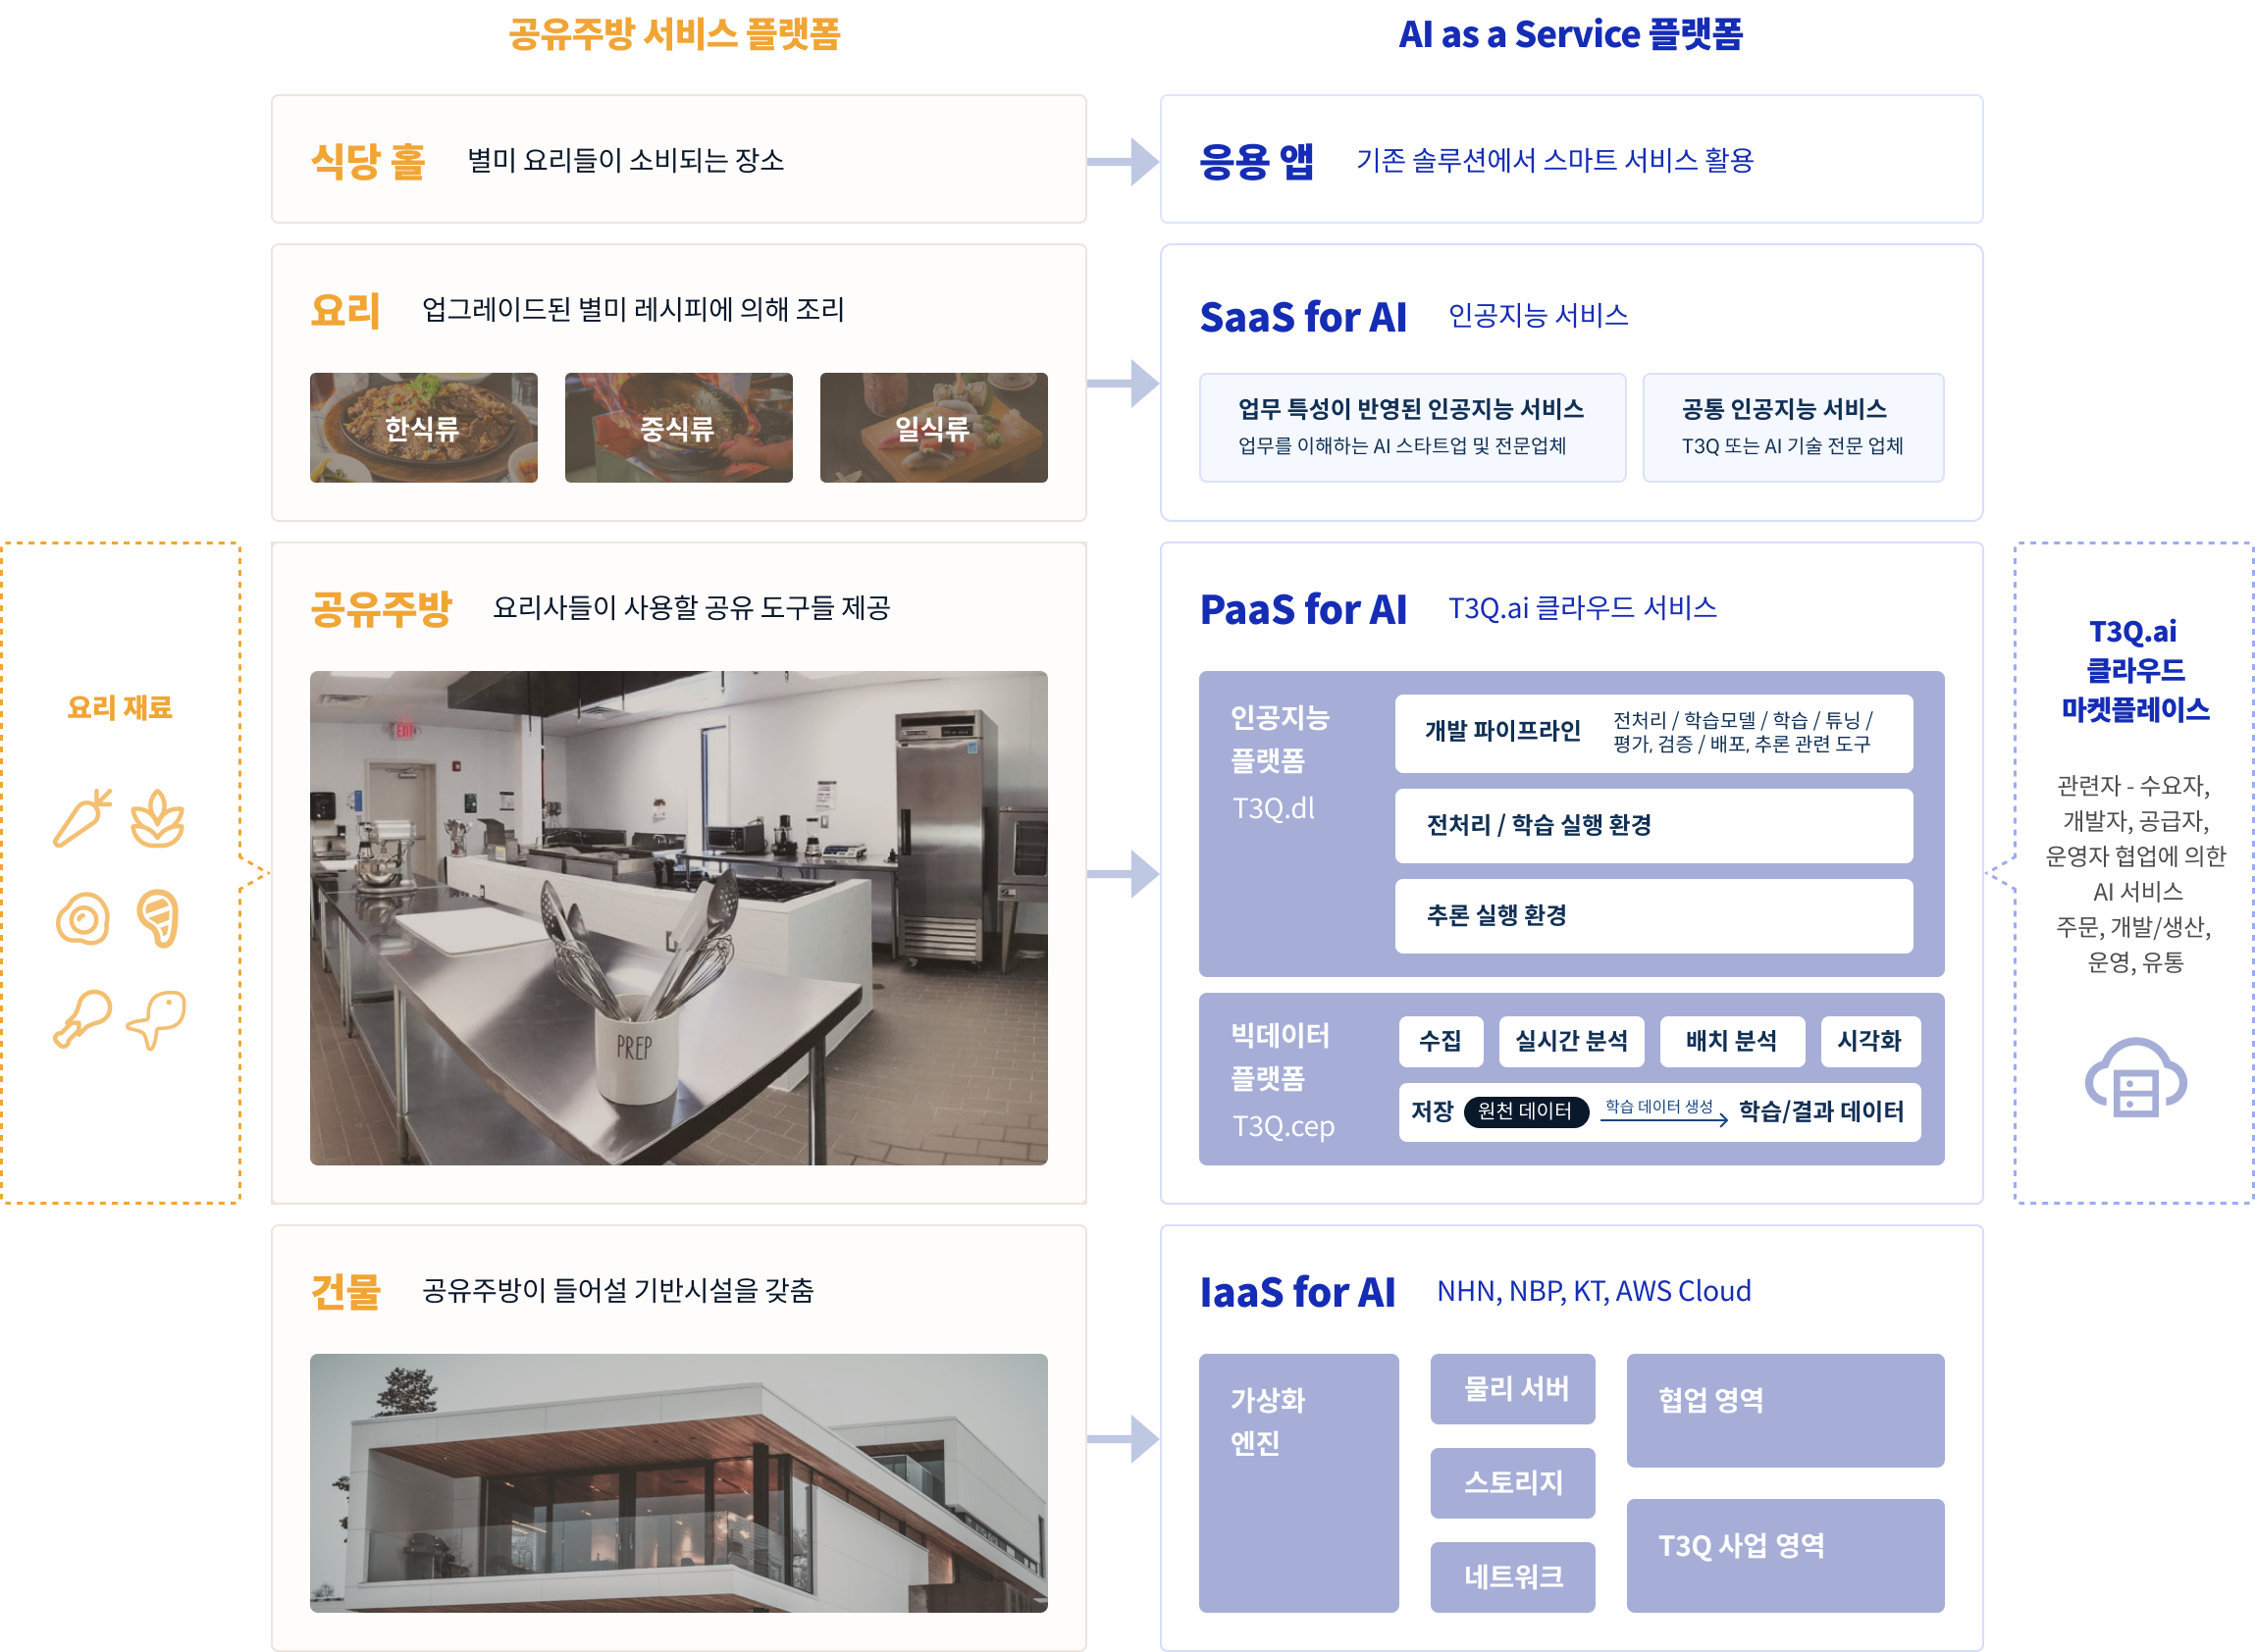 공유주방 서비스 플랫폼
AI as a Service 플랫폼
식당 홀
별미 요리들이 소비되는 장소
응용 앱
기존 솔루션에서 스마트 서비스 활용
요리
업그레이드된 별미 레시피에 의해 조리
한식류
중식류
일식류
SaaS for AI
인공지능 서비스
업무 특성이 반영된 인공지능 서비스
업무를 이해하는 AI 스타트업 및 전문업체
공통 인공지능 서비스
T3Q 또는 AI 기술 전문 업체
요리 재료
공유주방
요리사들이 사용할 공유 도구들 제공
EXIT
PREP
PaaS for AI
T3Q.ai 클라우드 서비스
인공지능
플랫폼
T3Q.dl
개발 파이프라인
전처리 / 학습모델 / 학습 / 튜닝 /
평가, 검증 / 배포, 추론 관련 도구
전처리 / 학습 실행 환경
추론 실행 환경
빅데이터
플랫폼
T3Q.cep
수집
실시간 분석
배치 분석
시각화
저장
원천 데이터
학습 데이터 생성
학습/결과 데이터
T3Q.ai
클라우드
마켓플레이스
관련자 - 수요자,
개발자, 공급자,
운영자 협업에 의한
AI 서비스
주문, 개발/생산,
운영, 유통
건물
공유주방이 들어설 기반시설을 갖춤
IaaS for AI
NHN, NBP, KT, AWS Cloud
가상화
엔진
물리 서버
스토리지
네트워크
협업 영역
T3Q 사업 영역